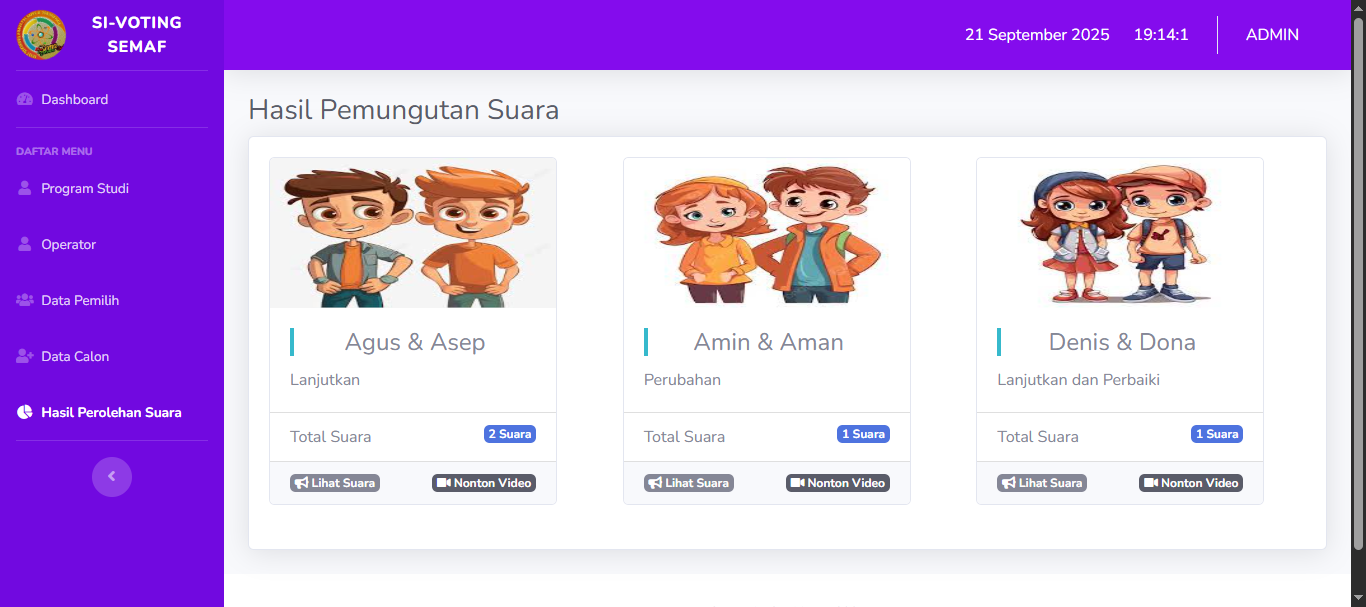 SI-VOTING
SEMAF
21 September 2025 19:14:1 ADMIN
Dashboard
DAFTAR MENU
Program Studi
Operator
Data Pemilih
Data Calon
Hasil Perolehan Suara
Hasil Pemungutan Suara
Agus & Asep
Lanjutkan
Total Suara 2 Suara
Lihat Suara Nonton Video
Amin & Aman
Perubahan
Total Suara 1 Suara
Lihat Suara Nonton Video
Denis & Dona
Lanjutkan dan Perbaiki
Total Suara 1 Suara
Lihat Suara Nonton Video